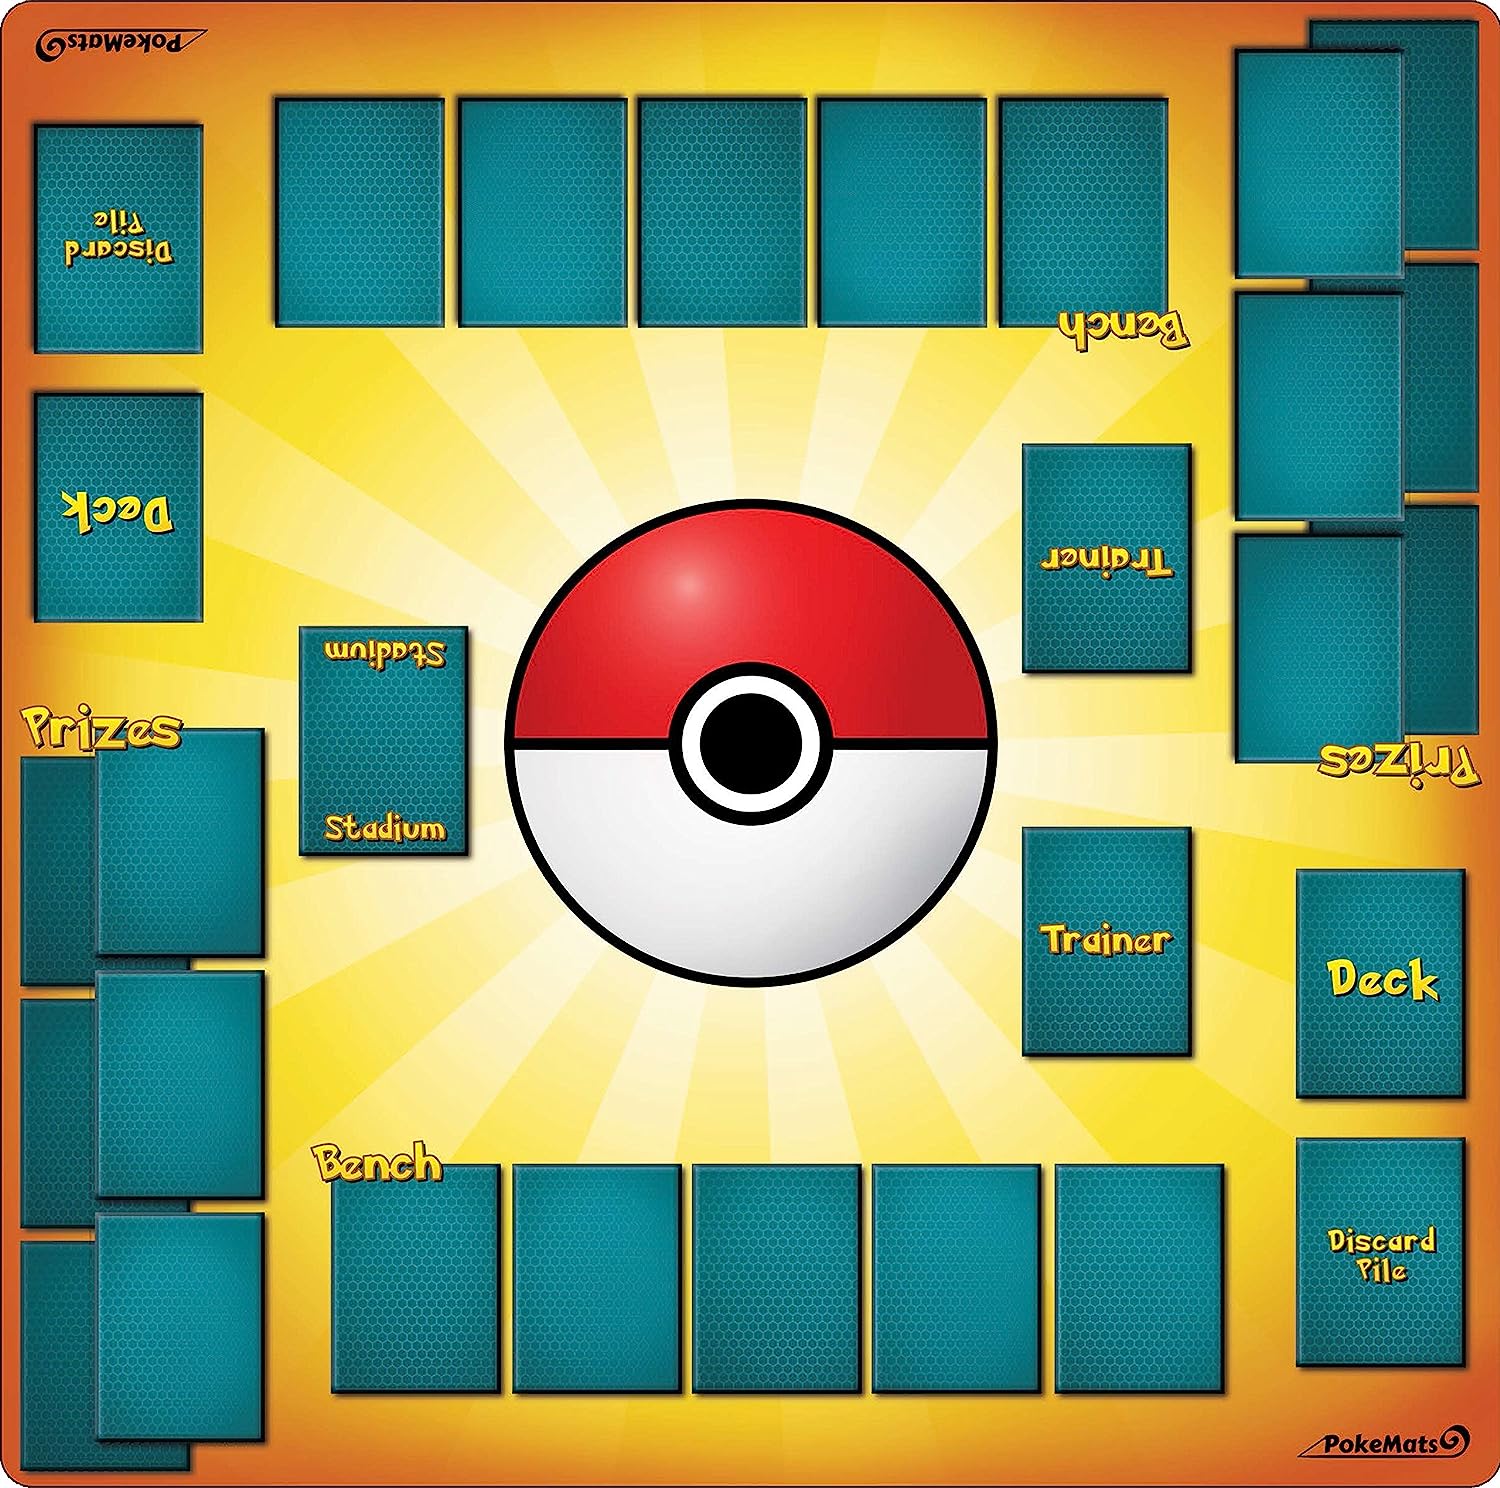 PokeMats
Discard
Pile
Bench
Deck
Trainer
Stadium
Stadium
Prizes
Prizes
Trainer
Deck
Bench
Discard
Pile
PokeMats